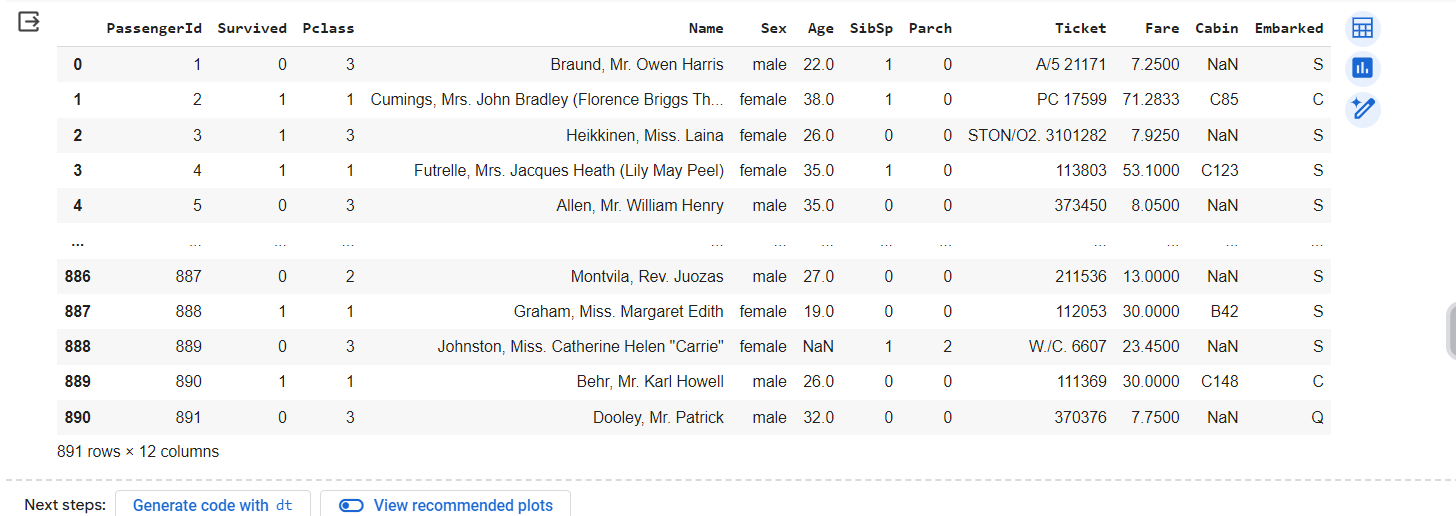 PassengerId Survived Pclass Name Sex Age SibSp Parch Ticket Fare Cabin Embarked
0 1 0 3 Braund, Mr. Owen Harris male 22.0 1 0 A/5 21171 7.2500 NaN S
1 2 1 1 Cumings, Mrs. John Bradley (Florence Briggs Th... female 38.0 1 0 PC 17599 71.2833 C85 C
2 3 1 3 Heikkinen, Miss. Laina female 26.0 0 0 STON/O2. 3101282 7.9250 NaN S
3 4 1 1 Futrelle, Mrs. Jacques Heath (Lily May Peel) female 35.0 1 0 113803 53.1000 C123 S
4 5 0 3 Allen, Mr. William Henry male 35.0 0 0 373450 8.0500 NaN S
... ... ... ... ... ... ... ... ... ... ... ... ...
886 887 0 2 Montvila, Rev. Juozas male 27.0 0 0 211536 13.0000 NaN S
887 888 1 1 Graham, Miss. Margaret Edith female 19.0 0 0 112053 30.0000 B42 S
888 889 0 3 Johnston, Miss. Catherine Helen "Carrie" female NaN 1 2 W./C. 6607 23.4500 NaN S
889 890 1 1 Behr, Mr. Karl Howell male 26.0 0 0 111369 30.0000 C148 C
890 891 0 3 Dooley, Mr. Patrick male 32.0 0 0 370376 7.7500 NaN Q
891 rows × 12 columns
Next steps: Generate code with dt View recommended plots